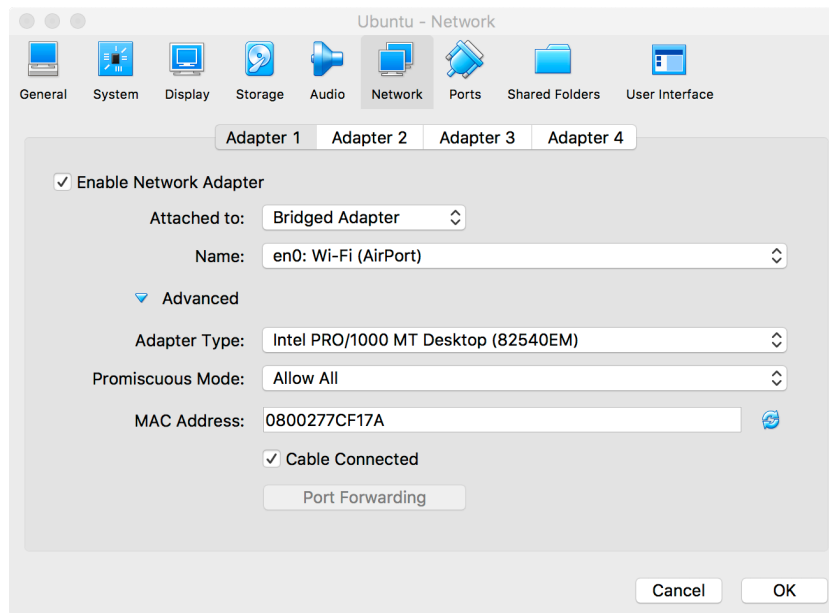 Ubuntu - Network
General System Display Storage Audio Network Ports Shared Folders User Interface
Adapter 1 Adapter 2 Adapter 3 Adapter 4
Enable Network Adapter
Attached to: Bridged Adapter
Name: en0: Wi-Fi (AirPort)
Advanced
Adapter Type: Intel PRO/1000 MT Desktop (82540EM)
Promiscuous Mode: Allow All
MAC Address: 0800277CF17A
Cable Connected
Port Forwarding
Cancel OK